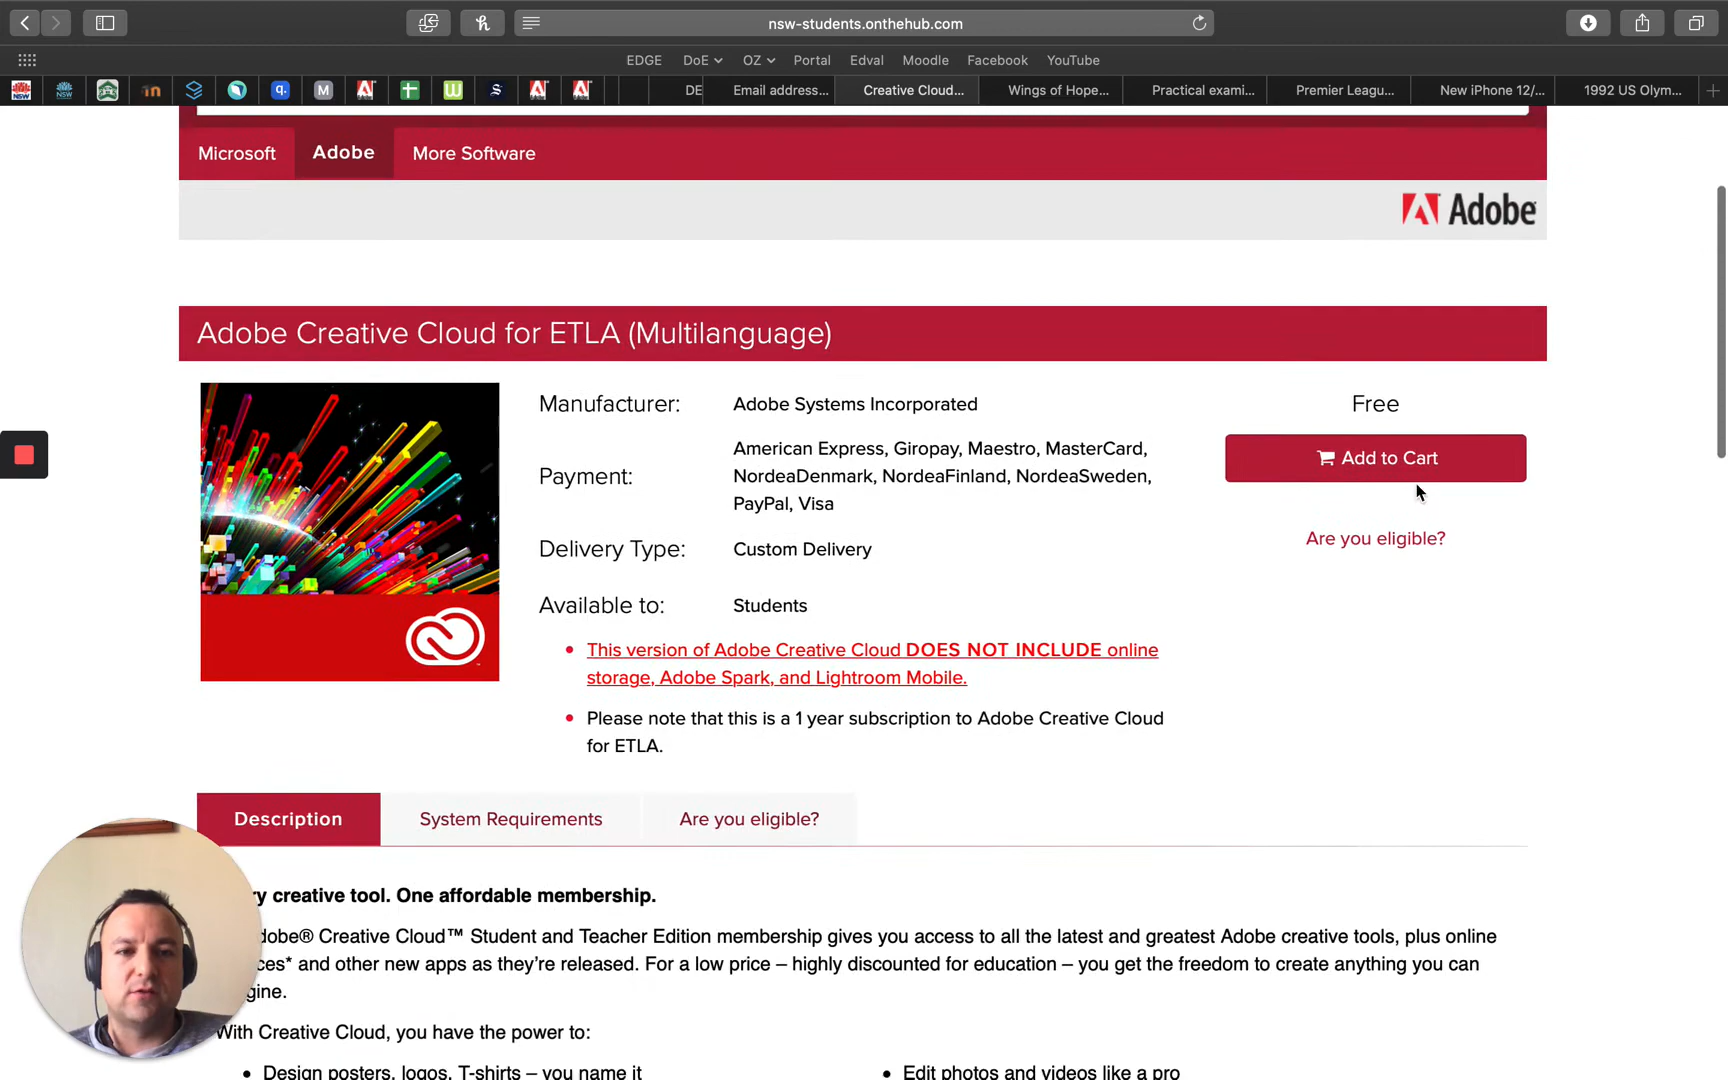 nsw-students.onthehub.com
EDGE DoE OZ Portal Edval Moodle Facebook YouTube
in q. M W S DE Email address... Creative Cloud... Wings of Hope... Practical exami... Premier Leagu... New iPhone 12/... 1992 US Olym...
Microsoft Adobe More Software
Adobe
Adobe Creative Cloud for ETLA (Multilanguage)
Manufacturer: Adobe Systems Incorporated
Free
Payment: American Express, Giropay, Maestro, MasterCard,
NordeaDenmark, NordeaFinland, NordeaSweden,
PayPal, Visa
Add to Cart
Are you eligible?
Delivery Type: Custom Delivery
Available to: Students
• This version of Adobe Creative Cloud DOES NOT INCLUDE online
storage, Adobe Spark, and Lightroom Mobile.
• Please note that this is a 1 year subscription to Adobe Creative Cloud
for ETLA.
Description System Requirements Are you eligible?
ry creative tool. One affordable membership.
dobe® Creative Cloud™ Student and Teacher Edition membership gives you access to all the latest and greatest Adobe creative tools, plus online
ces* and other new apps as they’re released. For a low price – highly discounted for education – you get the freedom to create anything you can
gine.
With Creative Cloud, you have the power to:
• Design posters, logos, T-shirts – you name it
• Edit photos and videos like a pro